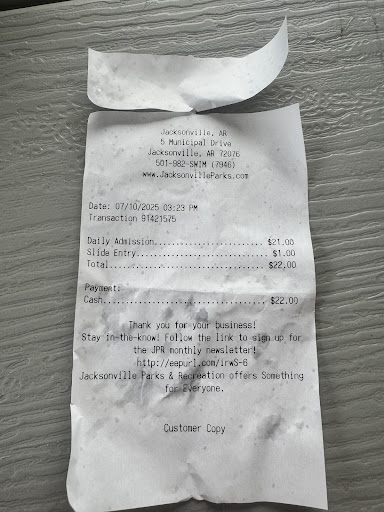 Jacksonville, AR
5 Municipal Drive
Jacksonville, AR 72076
501-982-SWIM (7946)
www.JacksonvilleParks.com
Date: 07/10/2025 03:23 PM
Transaction 91421575
Daily Admission........................ $21.00
Slide Entry............................. $1.00
Total.................................. $22.00
Payment:
Cash................................... $22.00
Thank you for your business!
Stay in-the-know! Follow the link to sign up for
the JPR monthly newsletter!
http://eepurl.com/irwS-6
Jacksonville Parks & Recreation offers Something
for Everyone.
Customer Copy